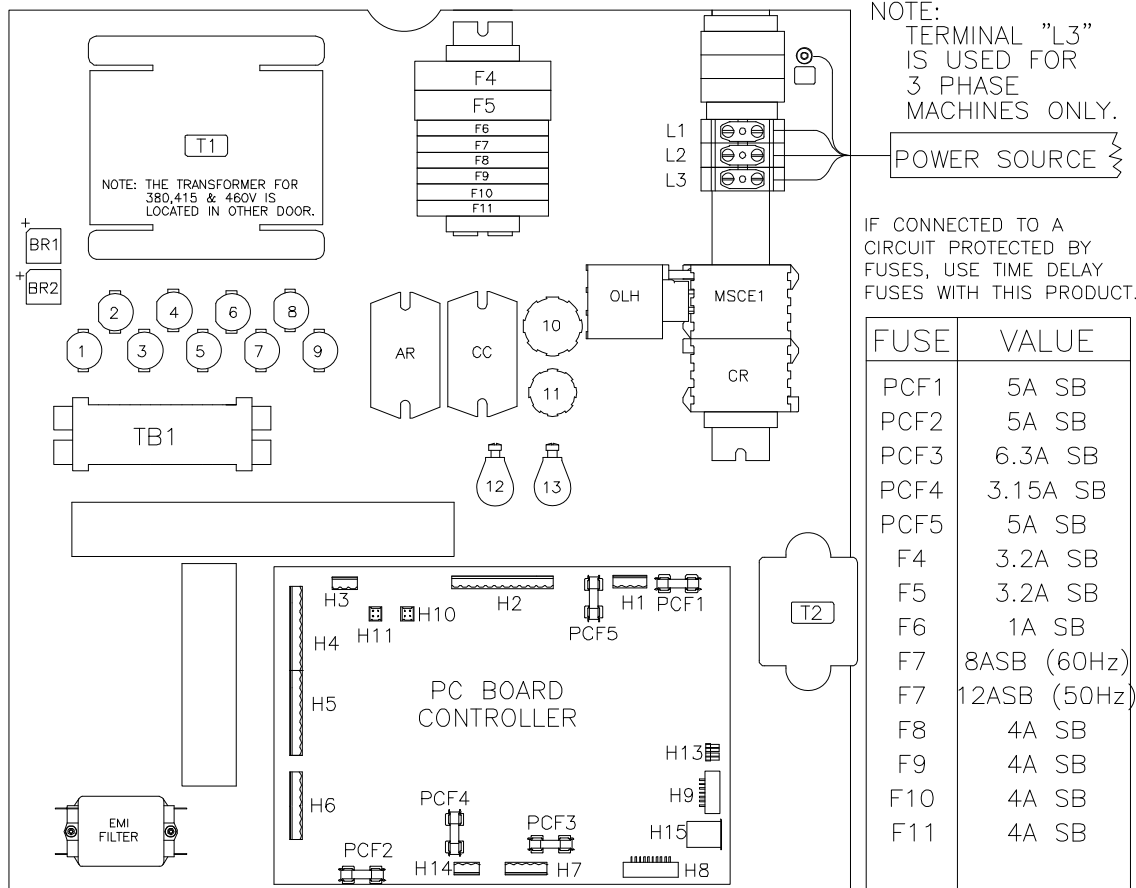 NOTE:
TERMINAL "L3"
IS USED FOR
3 PHASE
MACHINES ONLY.
F4
F5
F6
F7
F8
F9
F10
F11
T1
NOTE: THE TRANSFORMER FOR
380,415 & 460V IS
LOCATED IN OTHER DOOR.
L1
L2
L3
POWER SOURCE
+
BR1
+
BR2
IF CONNECTED TO A
CIRCUIT PROTECTED BY
FUSES, USE TIME DELAY
FUSES WITH THIS PRODUCT.
2
4
6
8
1
3
5
7
9
AR
CC
10
11
OLH
MSCE1
CR
TB1
12
13
FUSE VALUE
PCF1 5A SB
PCF2 5A SB
PCF3 6.3A SB
PCF4 3.15A SB
PCF5 5A SB
F4 3.2A SB
F5 3.2A SB
F6 1A SB
F7 8ASB (60Hz)
F7 12ASB (50Hz)
F8 4A SB
F9 4A SB
F10 4A SB
F11 4A SB
H3
H2
H1
PCF1
H11
H10
PCF5
T2
H4
H5
PC BOARD
CONTROLLER
H13
H9
H6
PCF4
PCF3
H15
PCF2
H14
H7
H8
EMI
FILTER